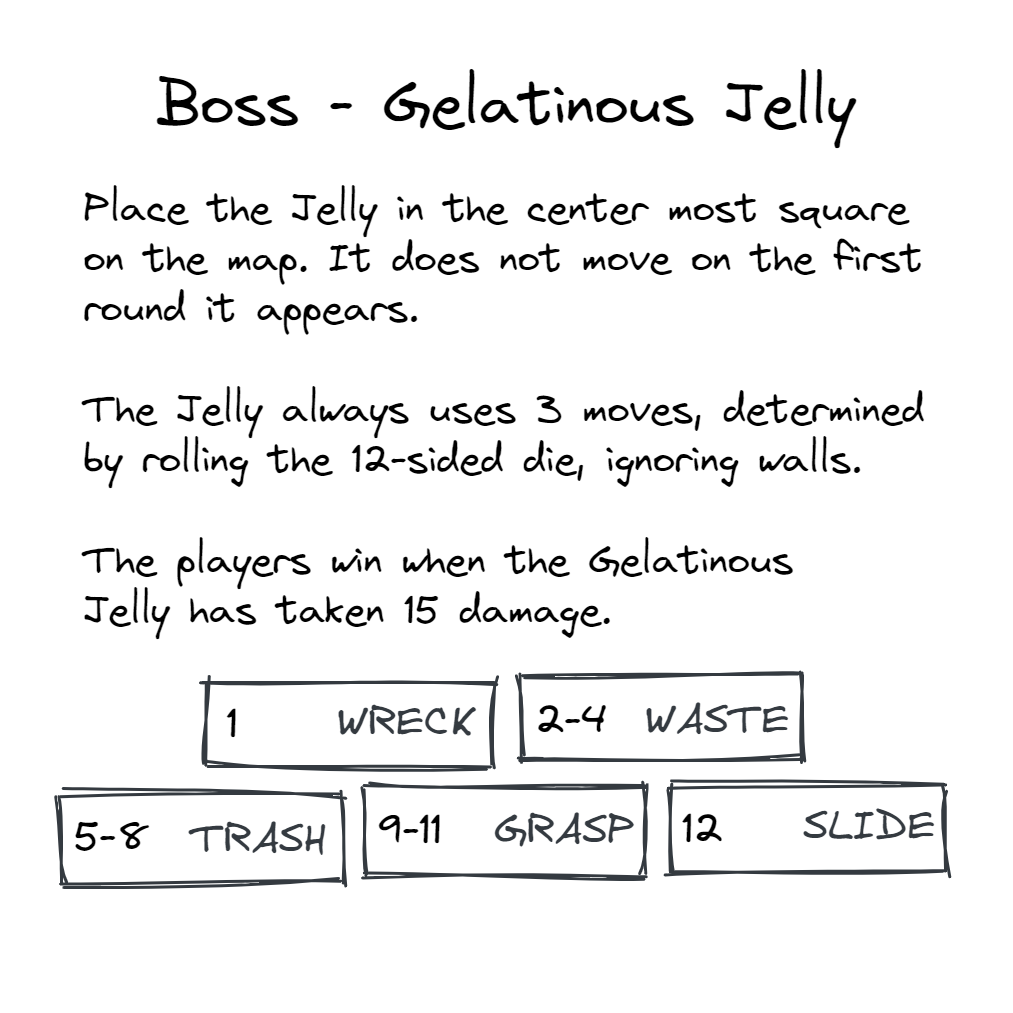 Boss - Gelatinous Jelly
Place the Jelly in the center most square
on the map. It does not move on the first
round it appears.
The Jelly always uses 3 moves, determined
by rolling the 12-sided die, ignoring walls.
The players win when the Gelatinous
Jelly has taken 15 damage.
1 WRECK
2-4 WASTE
5-8 TRASH
9-11 GRASP
12 SLIDE